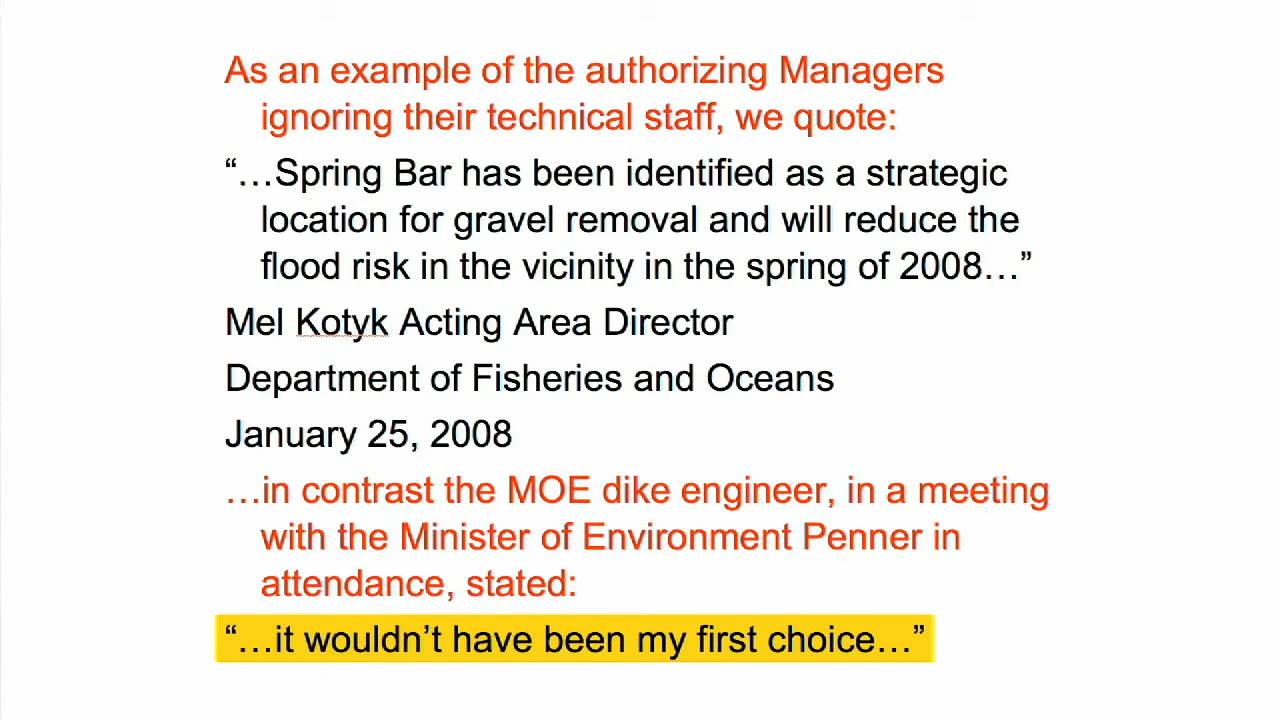 As an example of the authorizing Managers
ignoring their technical staff, we quote:
“…Spring Bar has been identified as a strategic
location for gravel removal and will reduce the
flood risk in the vicinity in the spring of 2008…”
Mel Kotyk Acting Area Director
Department of Fisheries and Oceans
January 25, 2008
…in contrast the MOE dike engineer, in a meeting
with the Minister of Environment Penner in
attendance, stated:
“…it wouldn’t have been my first choice…”